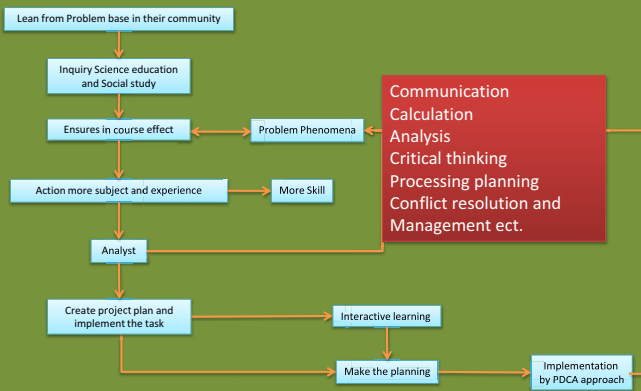 Lean from Problem base in their community
Inquiry Science education
and Social study
Ensures in course effect
Problem Phenomena
Communication
Calculation
Analysis
Critical thinking
Processing planning
Conflict resolution and
Management ect.
Action more subject and experience
More Skill
Analyst
Create project plan and
implement the task
Interactive learning
Make the planning
Implementation
by PDCA approach